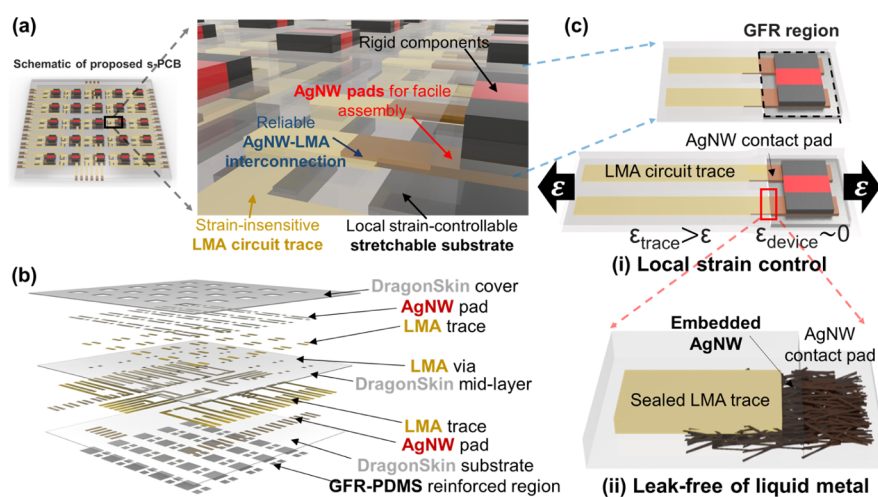 (a)
Schematic of proposed s-PCB
Rigid components
AgNW pads for facile
assembly
Reliable
AgNW-LMA
interconnection
Strain-insensitive
LMA circuit trace
Local strain-controllable
stretchable substrate
(b)
DragonSkin cover
AgNW pad
LMA trace
LMA via
DragonSkin mid-layer
LMA trace
AgNW pad
DragonSkin substrate
GFR-PDMS reinforced region
(c)
GFR region
AgNW contact pad
LMA circuit trace
ε
ε
εtrace>ε
εdevice~0
(i) Local strain control
Embedded
AgNW
AgNW
contact pad
Sealed LMA trace
(ii) Leak-free of liquid metal